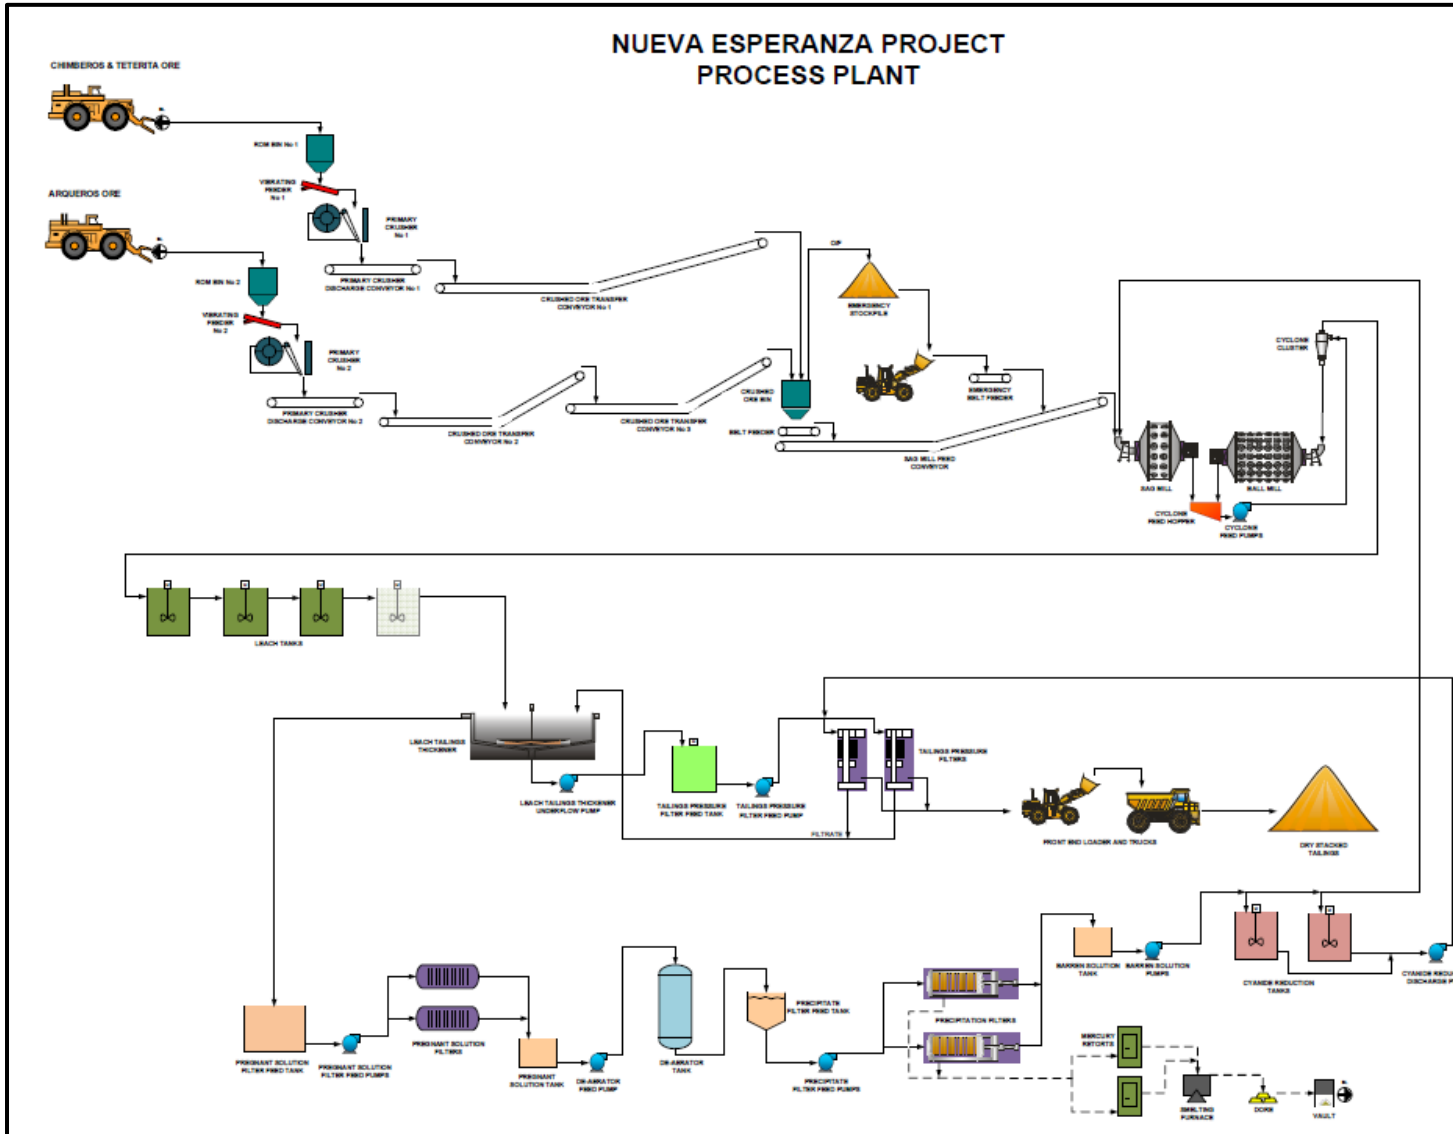 NUEVA ESPERANZA PROJECT
PROCESS PLANT
CHIMBEROS & TETERITA ORE
ROM BIN No 1
VIBRATING
FEEDER
No 1
PRIMARY
CRUSHER
No 1
ARQUEROS ORE
ROM BIN No 2
VIBRATING
FEEDER
No 2
PRIMARY
CRUSHER
No 2
PRIMARY CRUSHER
DISCHARGE CONVEYOR No 1
CRUSHED ORE TRANSFER
CONVEYOR No 1
O/F
EMERGENCY
STOCKPILE
PRIMARY CRUSHER
DISCHARGE CONVEYOR No 2
CRUSHED ORE TRANSFER
CONVEYOR No 2
CRUSHED ORE TRANSFER
CONVEYOR No 3
CRUSHED
ORE BIN
BELT FEEDER
EMERGENCY
BELT FEEDER
SAG MILL FEED
CONVEYOR
CYCLONE
CLUSTER
SAG MILL
BALL MILL
CYCLONE
FEED HOPPER
CYCLONE
FEED PUMPS
LEACH TANKS
LEACH TAILINGS
THICKENER
LEACH TAILINGS THICKENER
UNDERFLOW PUMP
TAILINGS PRESSURE
FILTER FEED TANK
TAILINGS PRESSURE
FILTER FEED PUMP
TAILINGS PRESSURE
FILTERS
FILTRATE
FRONT END LOADER AND TRUCKS
DRY STACKED
TAILINGS
PREGNANT SOLUTION
FILTER FEED TANK
PREGNANT SOLUTION
FILTER FEED PUMPS
PREGNANT SOLUTION
FILTERS
PREGNANT
SOLUTION TANK
DE-AERATOR
FEED PUMP
DE-AERATOR
TANK
PRECIPITATE
FILTER FEED TANK
PRECIPITATE
FILTER FEED PUMPS
PRECIPITATION FILTERS
BARREN SOLUTION
TANK
BARREN SOLUTION
PUMPS
CYANIDE REDUCTION
TANKS
CYANIDE REDU
DISCHARGE P
MERCURY
RETORTS
SMELTING
FURNACE
DORE
VAULT